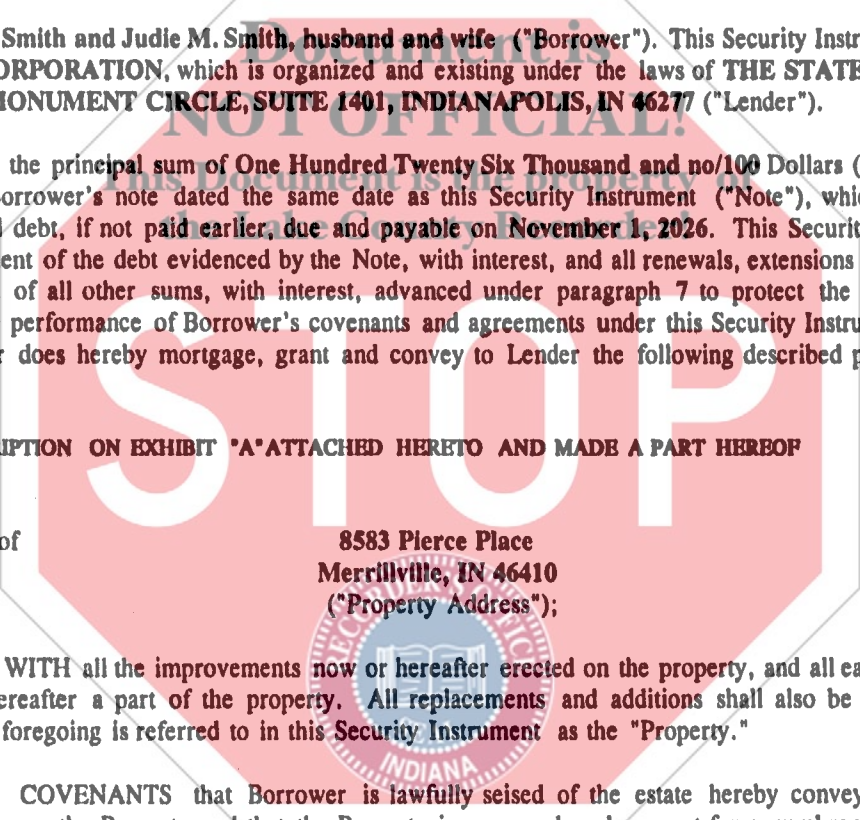 Document is
Smith and Judie M. Smith, husband and wife ("Borrower"). This Security Instr
ORPORATION, which is organized and existing under the laws of THE STATE
MONUMENT CIRCLE, SUITE 1401, INDIANAPOLIS, IN 46277 ("Lender").
NOT OFFICIAL!
the principal sum of One Hundred Twenty Six Thousand and no/100 Dollars (
This Document is the property of
orrower's note dated the same date as this Security Instrument ("Note"), whic
debt, if not paid earlier, due and payable on November 1, 2026. This Securit
the Lake County Recorder!
ent of the debt evidenced by the Note, with interest, and all renewals, extensions
of all other sums, with interest, advanced under paragraph 7 to protect the
performance of Borrower's covenants and agreements under this Security Instru
r does hereby mortgage, grant and convey to Lender the following described p
STOP
IPTION ON EXHIBIT "A" ATTACHED HERETO AND MADE A PART HEREOF
of 8583 Pierce Place
Merrillville, IN 46410
("Property Address");
RECORDER'S OFFICE
WITH all the improvements now or hereafter erected on the property, and all ea
ereafter a part of the property. All replacements and additions shall also be
foregoing is referred to in this Security Instrument as the "Property."
INDIANA
COVENANTS that Borrower is lawfully seised of the estate hereby convey